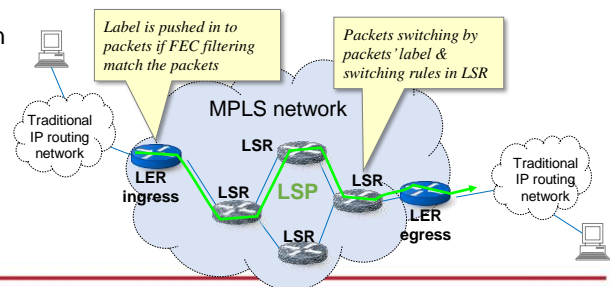 Label is pushed in to
packets if FEC filtering
match the packets
Packets switching by
packets' label &
switching rules in LSR
MPLS network
Traditional
IP routing
network
LER
ingress
LSR
LSR
LSP
LSR
LSR
LER
egress
Traditional
IP routing
network